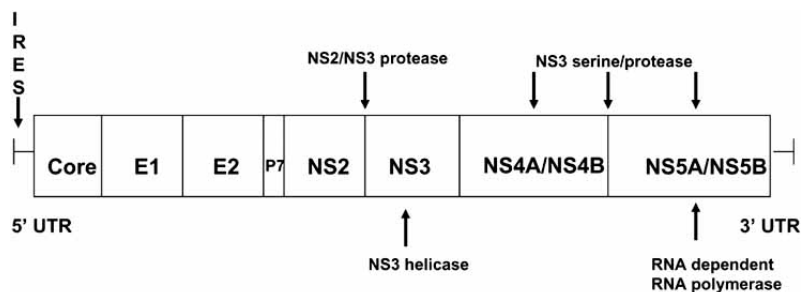 IRES
NS2/NS3 protease
NS3 serine/protease
Core
E1
E2
P7
NS2
NS3
NS4A/NS4B
NS5A/NS5B
5' UTR
3' UTR
NS3 helicase
RNA dependent
RNA polymerase